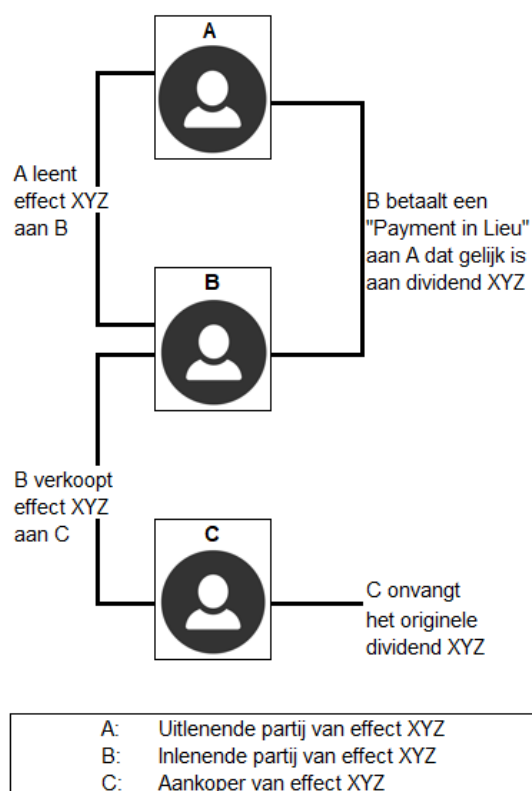 A
A leent
effect XYZ
aan B
B betaalt een
"Payment in Lieu"
aan A dat gelijk is
aan dividend XYZ
B
B verkoopt
effect XYZ
aan C
C
C onvangt
het originele
dividend XYZ
A: Uitlenende partij van effect XYZ
B: Inlenende partij van effect XYZ
C: Aankoper van effect XYZ